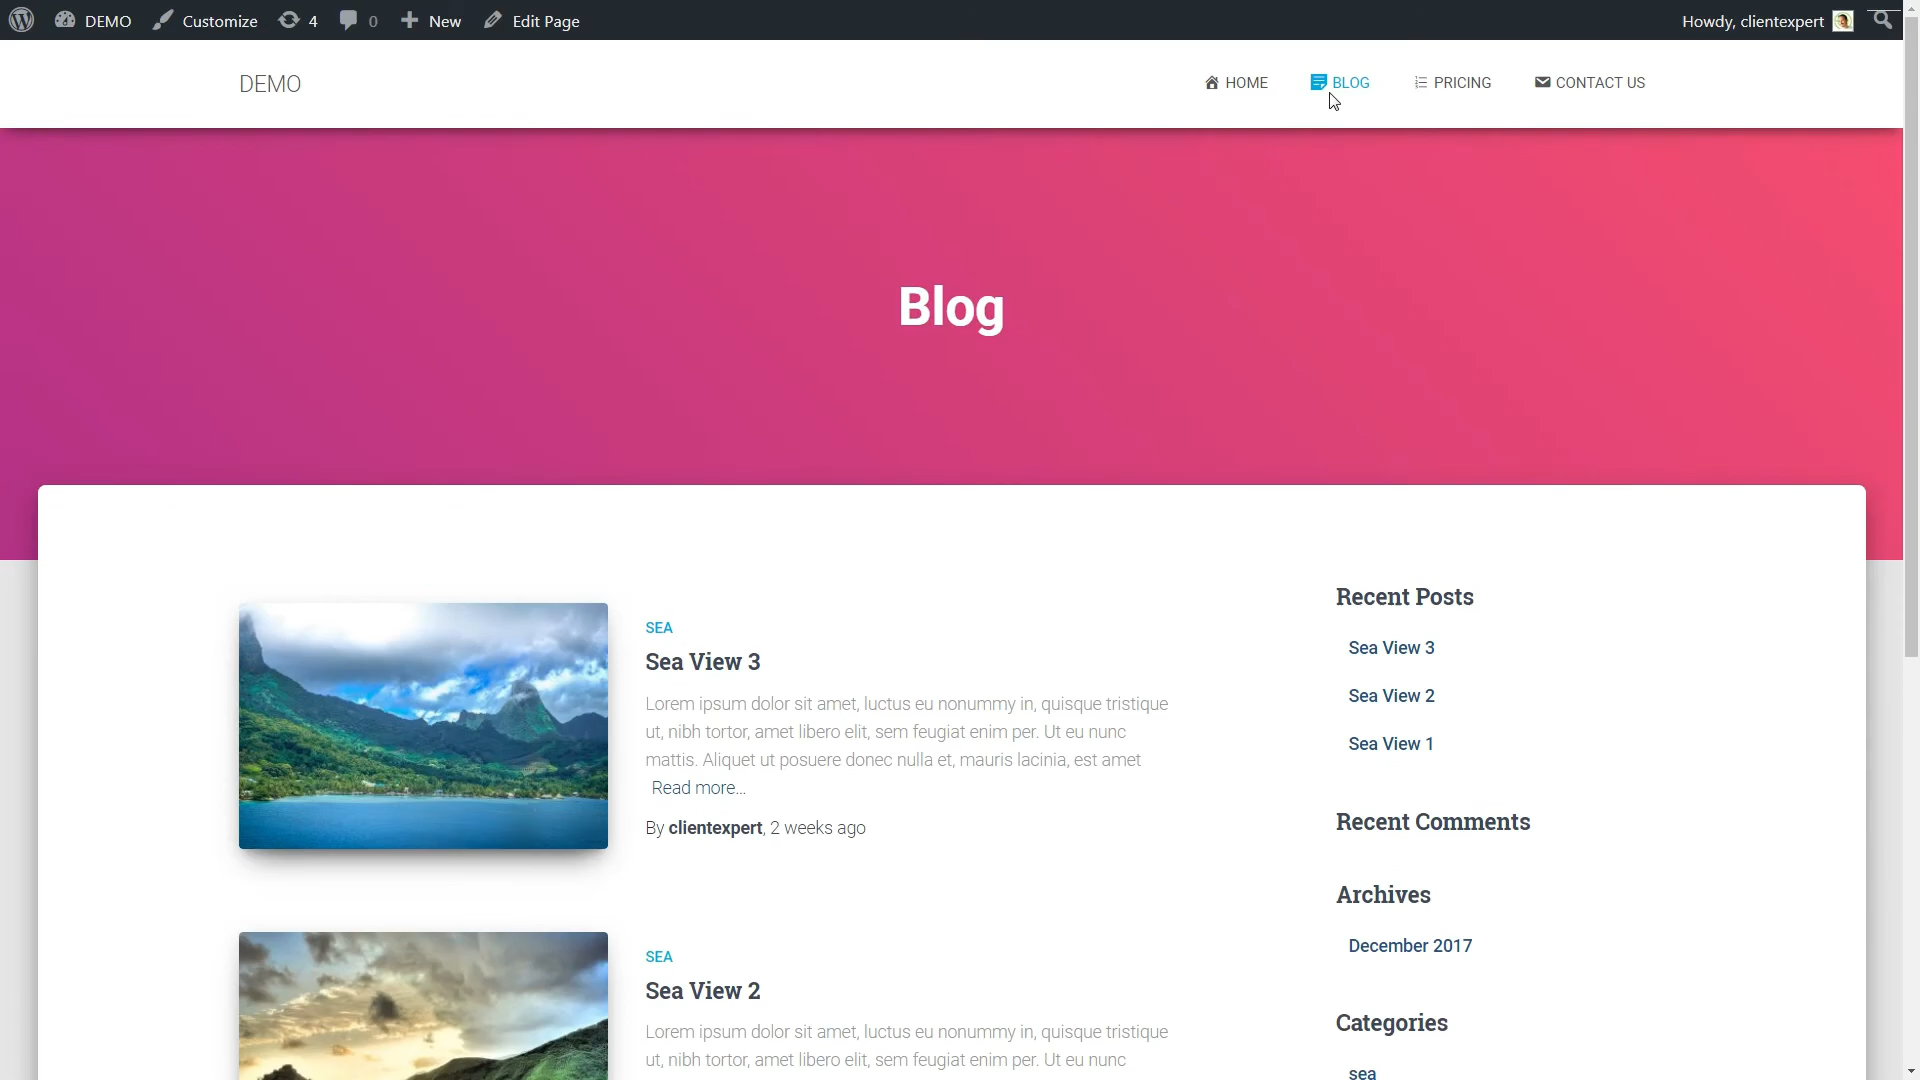 DEMO
Customize
4
0
New
Edit Page
Howdy, clientexpert
DEMO
HOME
BLOG
PRICING
CONTACT US
Blog
SEA
Sea View 3
Lorem ipsum dolor sit amet, luctus eu nonummy in, quisque tristique
ut, nibh tortor, amet libero elit, sem feugiat enim per. Ut eu nunc
mattis. Aliquet ut posuere donec nulla et, mauris lacinia, est amet
Read more...
By clientexpert, 2 weeks ago
SEA
Sea View 2
Lorem ipsum dolor sit amet, luctus eu nonummy in, quisque tristique
ut, nibh tortor, amet libero elit, sem feugiat enim per. Ut eu nunc
Recent Posts
Sea View 3
Sea View 2
Sea View 1
Recent Comments
Archives
December 2017
Categories
sea